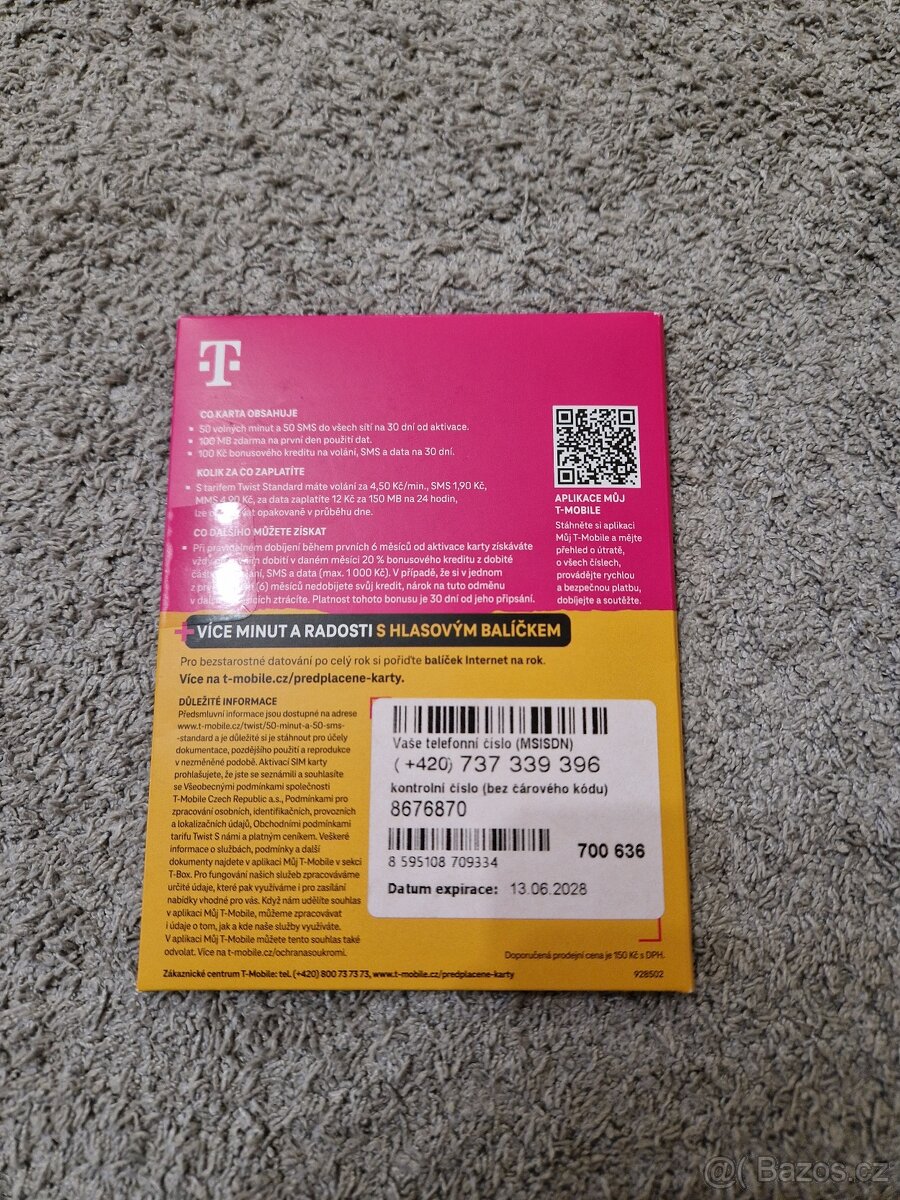 T
CO KARTA OBSAHUJE
50 volných minut a 50 SMS do všech sítí na 30 dní od aktivace.
100 MB zdarma na první den použití dat.
100 Kč bonusového kreditu na volání, SMS a data na 30 dní.
KOLIK ZA CO ZAPLATÍTE
S tarifem Twist Standard máte volání za 4,50 Kč/min., SMS 1,90 Kč,
MMS 4,90 Kč, za data zaplatíte 12 Kč za 150 MB na 24 hodin,
lze opakovaně v průběhu dne.
CO DALŠÍHO MŮŽETE ZÍSKAT
Při pravidelném dobíjení během prvních 6 měsíců od aktivace karty získáváte
dobití v daném měsíci 20 % bonusového kreditu z dobité
SMS a data (max. 1 000 Kč). V případě, že si v jednom
(6) měsíců nedobijete svůj kredit, nárok na tuto odměnu
ztrácíte. Platnost tohoto bonusu je 30 dní od jeho připsání.
APLIKACE MŮJ
T-MOBILE
Stáhněte si aplikaci
Můj T-Mobile a mějte
přehled o útratě,
o všech číslech,
provádějte rychlou
a bezpečnou platbu,
dobíjejte a soutěžte.
+VÍCE MINUT A RADOSTI S HLASOVÝM BALÍČKEM
Pro bezstarostné datování po celý rok si pořiďte balíček Internet na rok.
Více na t-mobile.cz/predplacene-karty.
DŮLEŽITÉ INFORMACE
Předsmluvní informace jsou dostupné na adrese
www.t-mobile.cz/twist/50-minut-a-50-sms-
-standard a je důležité si je stáhnout pro účely
dokumentace, pozdějšího použití a reprodukce
v nezměněné podobě. Aktivací SIM karty
prohlašujete, že jste se seznámili a souhlasíte
se Všeobecnými podmínkami společnosti
T-Mobile Czech Republic a.s., Podmínkami pro
zpracování osobních, identifikačních, provozních
a lokalizačních údajů, Obchodními podmínkami
tarifu Twist S námi a platným ceníkem. Veškeré
informace o službách, podmínky a další
dokumenty najdete v aplikaci Můj T-Mobile v sekci
T-Box. Pro fungování našich služeb zpracováváme
určité údaje, které pak využíváme i pro zasílání
nabídky vhodné pro vás. Když nám udělíte souhlas
v aplikaci Můj T-Mobile, můžeme zpracovávat
i údaje o tom, jak a kde naše služby využíváte.
V aplikaci Můj T-Mobile můžete tento souhlas také
odvolat. Více na t-mobile.cz/ochranasoukromi.
Vaše telefonní číslo (MSISDN)
( +420) 737 339 396
kontrolní číslo (bez čárového kódu)
8676870
8 595108 709334
700 636
Datum expirace: 13.06.2028
Doporučená prodejní cena je 150 Kč s DPH.
Zákaznické centrum T-Mobile: tel. (+420) 800 73 73 73, www.t-mobile.cz/predplacene-karty
928502
@( Bazos.cz